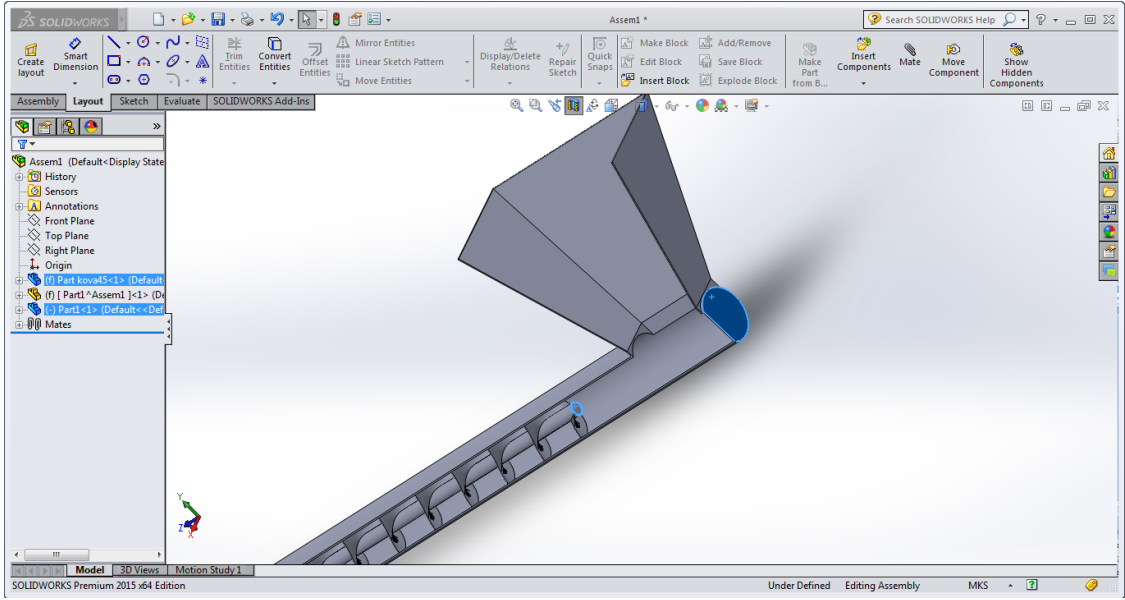 SOLIDWORKS
Assem1 *
Search SOLIDWORKS Help
Create layout
Smart Dimension
Trim Entities
Convert Entities
Offset Entities
Mirror Entities
Linear Sketch Pattern
Move Entities
Display/Delete Relations
Repair Sketch
Quick Snaps
Make Block
Edit Block
Insert Block
Add/Remove
Save Block
Explode Block
Make Part from B...
Insert Components
Mate
Move Component
Show Hidden Components
Assembly Layout Sketch Evaluate SOLIDWORKS Add-Ins
Assem1 (Default<Display State
History
Sensors
Annotations
Front Plane
Top Plane
Right Plane
Origin
(f) Part kova45<1> (Default
(f) [ Part1^Assem1 ]<1> (De
(-) Part1<1> (Default<<Def
Mates
Y
Z
X
Model 3D Views Motion Study 1
SOLIDWORKS Premium 2015 x64 Edition
Under Defined Editing Assembly MKS